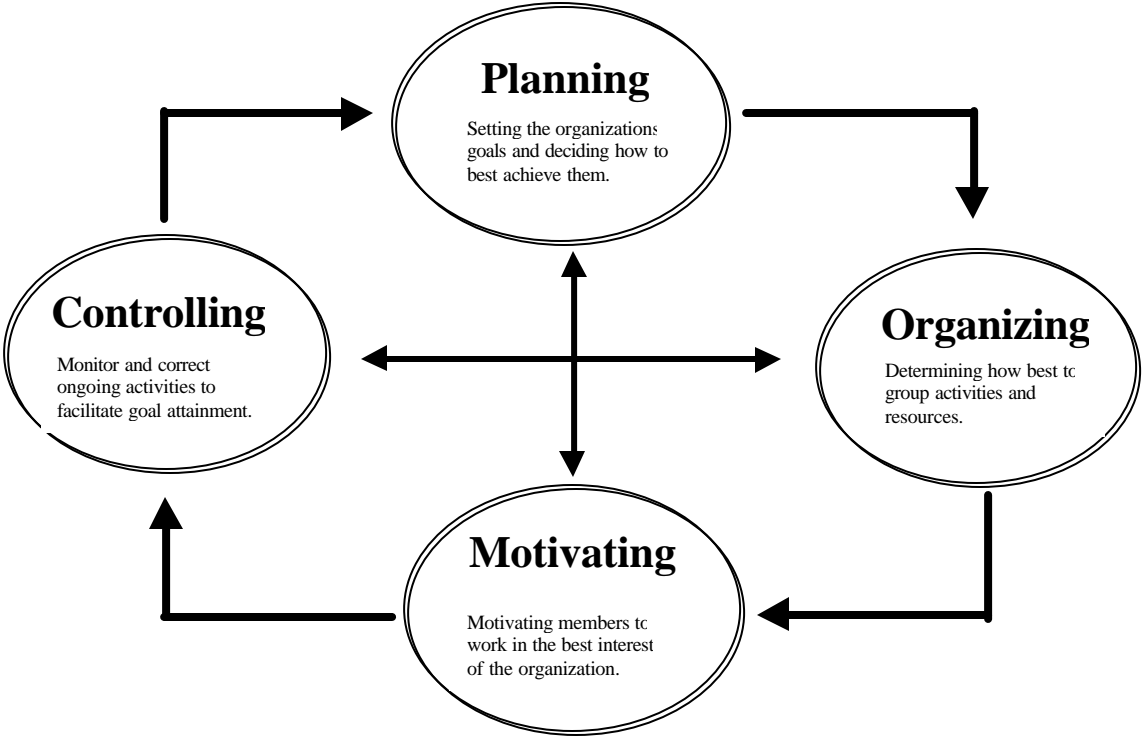 Planning
Setting the organizations
goals and deciding how to
best achieve them.
Controlling
Monitor and correct
ongoing activities to
facilitate goal attainment.
Organizing
Determining how best to
group activities and
resources.
Motivating
Motivating members to
work in the best interest
of the organization.